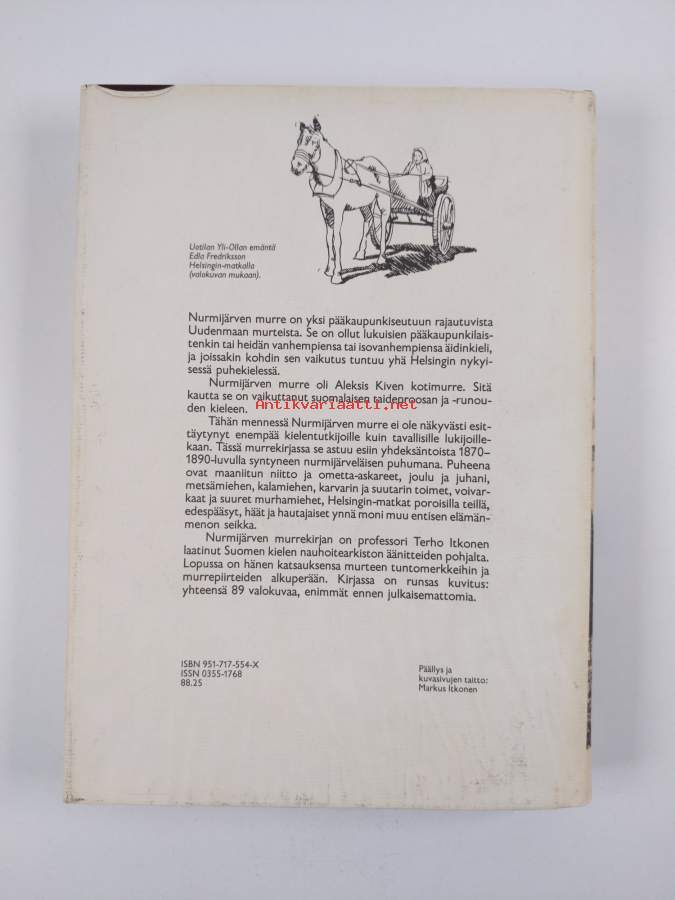 Uotilan Yli-Ollan emäntä
Edla Fredriksson
Helsingin-matkalla
(valokuvan mukaan).
Nurmijärven murre on yksi pääkaupunkiseutuun rajautuvista
Uudenmaan murteista. Se on ollut lukuisien pääkaupunkilais-
tenkin tai heidän vanhempiensa tai isovanhempiensa äidinkieli,
ja joissakin kohdin sen vaikutus tuntuu yhä Helsingin nykyi-
sessä puhekielessä.
Nurmijärven murre oli Aleksis Kiven kotimurre. Sitä
kautta se on vaikuttanut suomalaisen taideproosan ja -runou-
den kieleen.
Antikvariaatti.net
Tähän mennessä Nurmijärven murre ei ole näkyvästi esit-
täytynyt enempää kielentutkijoille kuin tavallisille lukijoille-
kaan. Tässä murrekirjassa se astuu esiin yhdeksäntoista 1870–
1890-luvulla syntyneen nurmijärveläisen puhumana. Puheena
ovat maaniitun niitto ja ometta-askareet, joulu ja juhani,
metsämiehen, kalamiehen, karvarin ja suutarin toimet, voivar-
kaat ja suuret murhamiehet, Helsingin-matkat poroisilla teillä,
edespääsyt, häät ja hautajaiset ynnä moni muu entisen elämän-
menon seikka.
Nurmijärven murrekirjan on professori Terho Itkonen
laatinut Suomen kielen nauhoitearkiston äänitteiden pohjalta.
Lopussa on hänen katsauksensa murteen tuntomerkkeihin ja
murrepiirteiden alkuperään. Kirjassa on runsas kuvitus:
yhteensä 89 valokuvaa, enimmät ennen julkaisemattomia.
ISBN 951-717-554-X
ISSN 0355-1768
88.25
Päällys ja
kuvasivujen taitto:
Markus Itkonen